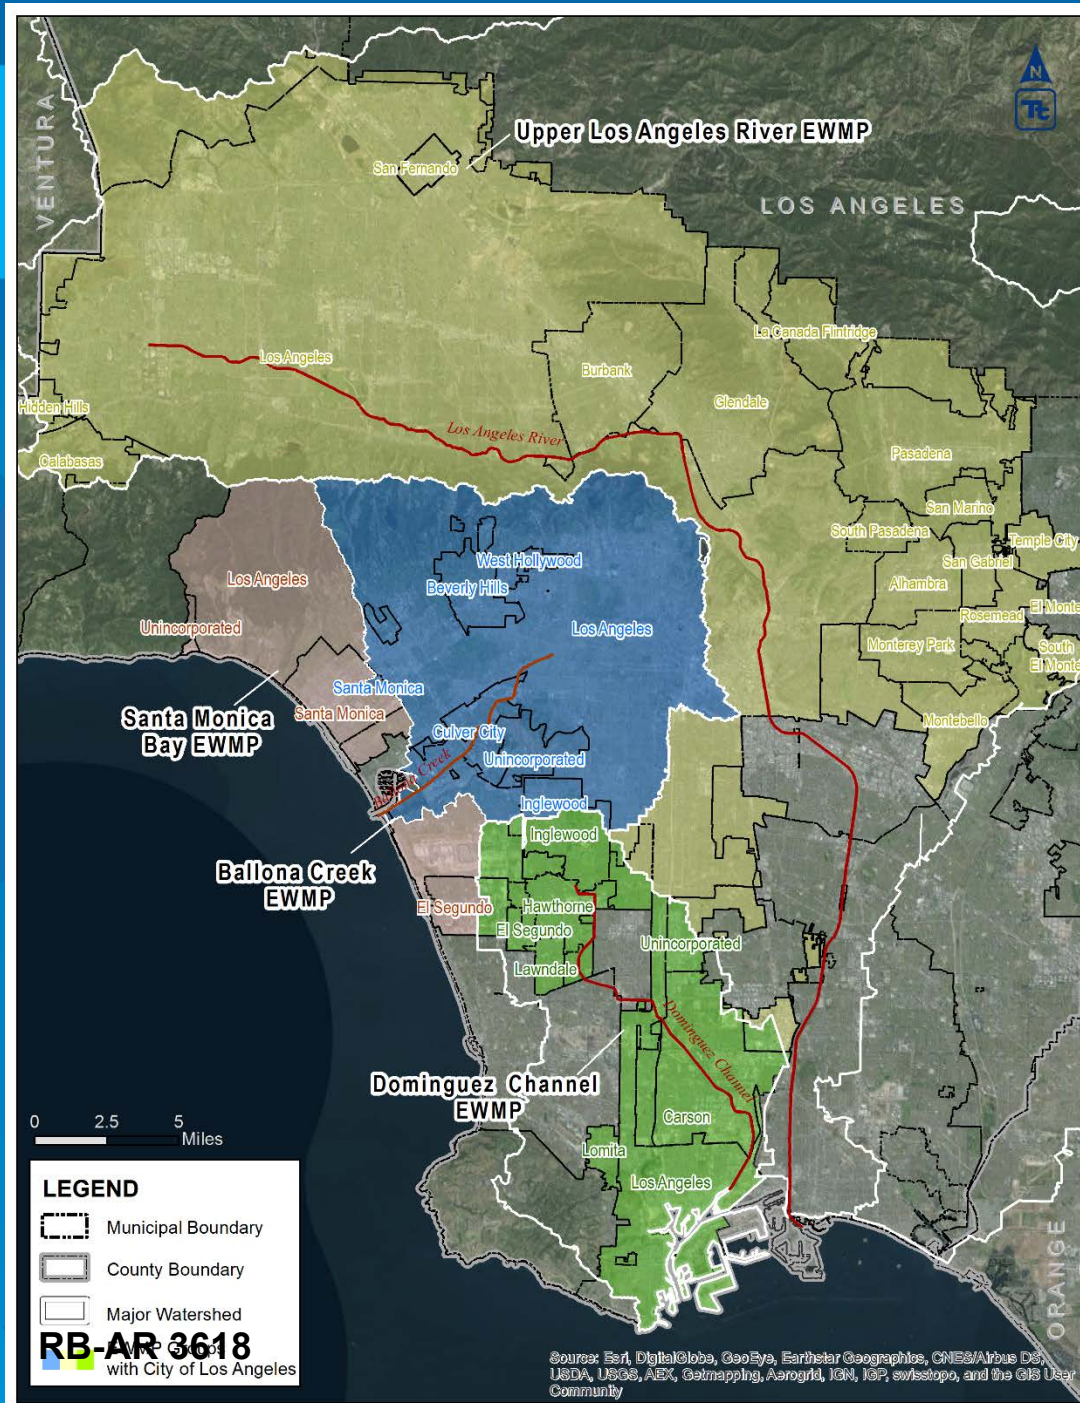 N
Tt
VENTURA
Upper Los Angeles River EWMP
San Fernando
LOS ANGELES
La Canada Flintridge
Los Angeles
Burbank
Glendale
Hidden Hills
Los Angeles River
Calabasas
Pasadena
San Marino
South Pasadena
Temple City
San Gabriel
Alhambra
West Hollywood
Beverly Hills
Los Angeles
El Monte
Rosemead
Unincorporated
Los Angeles
Monterey Park
South
El Monte
Santa Monica
Santa Monica
Montebello
Santa Monica
Bay EWMP
Culver City
Unincorporated
Creek
Inglewood
Inglewood
Ballona Creek
EWMP
El Segundo
Hawthorne
El Segundo
Unincorporated
Lawndale
Dominguez Channel
Dominguez Channel
EWMP
Carson
Lomita
Los Angeles
0 2.5 5
Miles
LEGEND
Municipal Boundary
County Boundary
Major Watershed
RB-AR 3618
with City of Los Angeles
ORANGE
Source: Esri, DigitalGlobe, GeoEye, Earthstar Geographics, CNES/Airbus DS,
USDA, USGS, AEX, Getmapping, Aerogrid, IGN, IGP, swisstopo, and the GIS User
Community